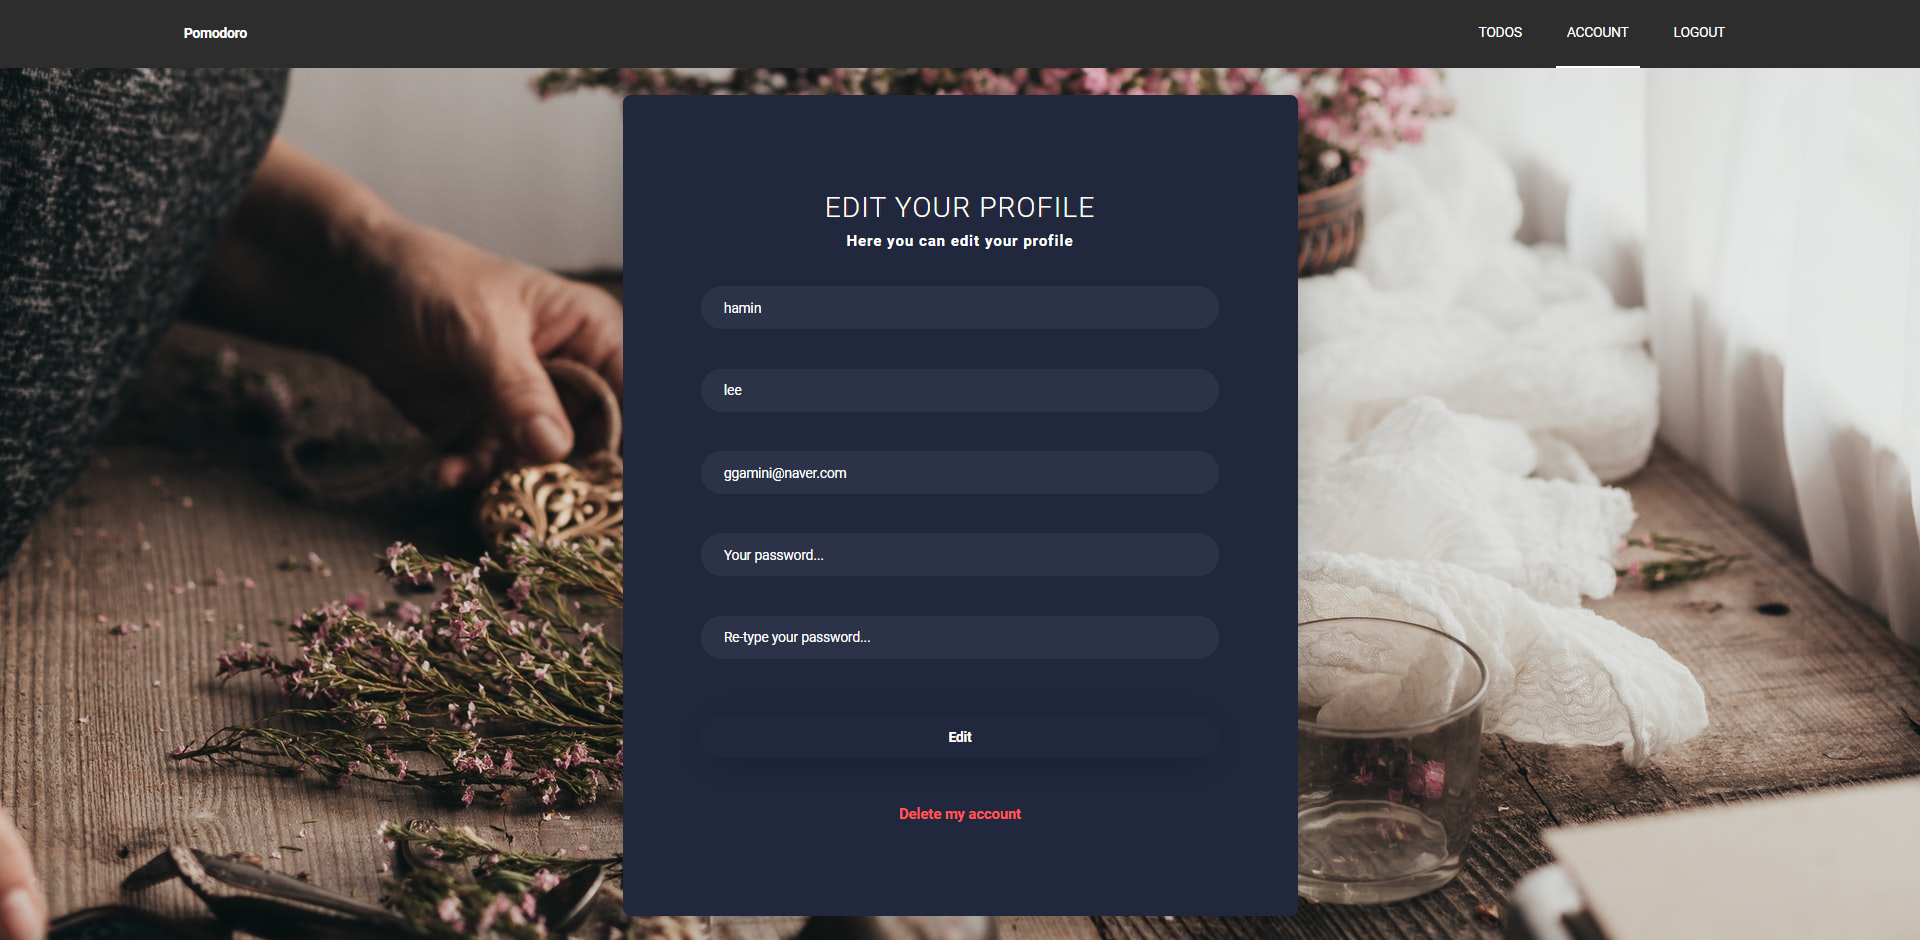 Pomodoro
TODOS
ACCOUNT
LOGOUT
EDIT YOUR PROFILE
Here you can edit your profile
hamin
lee
ggamini@naver.com
Your password...
Re-type your password...
Edit
Delete my account